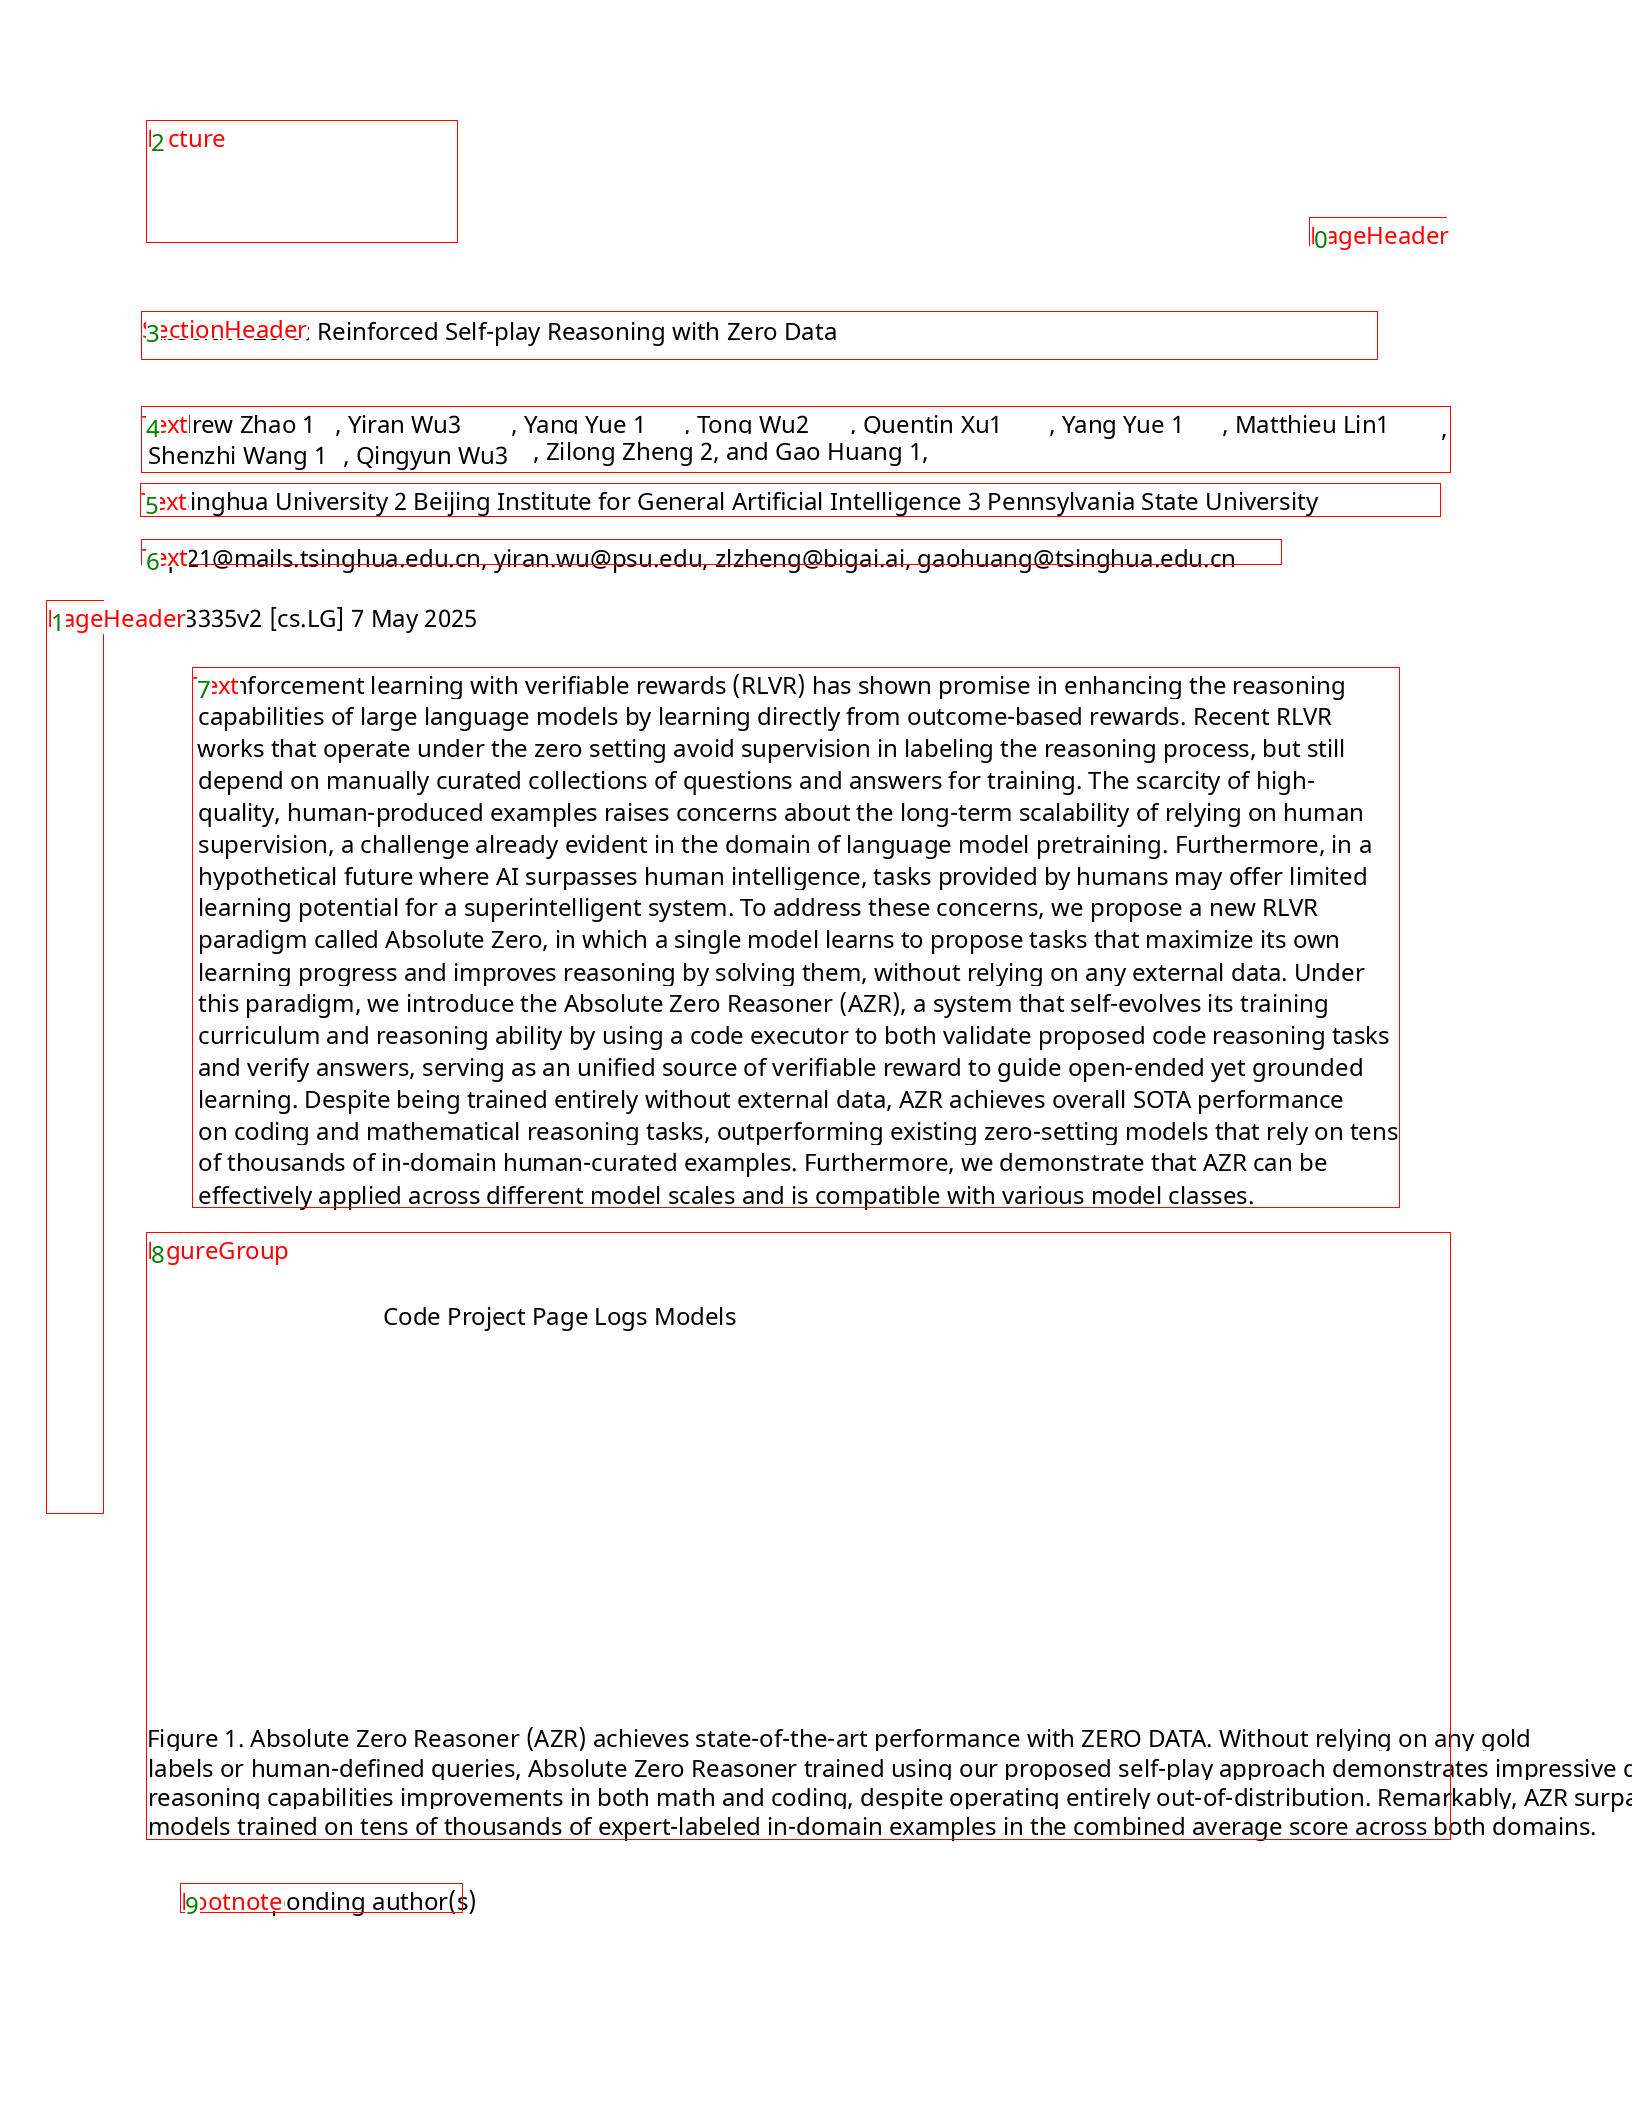 2 cture
0 ageHeader
3 ectionHeader: Reinforced Self-play Reasoning with Zero Data
4 ext rew Zhao 1 , Yiran Wu3 , Yang Yue 1 , Tong Wu2 , Quentin Xu1 , Yang Yue 1 , Matthieu Lin1 ,
Shenzhi Wang 1 , Qingyun Wu3 , Zilong Zheng 2, and Gao Huang 1,
5 ext inghua University 2 Beijing Institute for General Artificial Intelligence 3 Pennsylvania State University
6 ext 21@mails.tsinghua.edu.cn, yiran.wu@psu.edu, zlzheng@bigai.ai, gaohuang@tsinghua.edu.cn
1 ageHeader 3335v2 [cs.LG] 7 May 2025
7 ext nforcement learning with verifiable rewards (RLVR) has shown promise in enhancing the reasoning
capabilities of large language models by learning directly from outcome-based rewards. Recent RLVR
works that operate under the zero setting avoid supervision in labeling the reasoning process, but still
depend on manually curated collections of questions and answers for training. The scarcity of high-
quality, human-produced examples raises concerns about the long-term scalability of relying on human
supervision, a challenge already evident in the domain of language model pretraining. Furthermore, in a
hypothetical future where AI surpasses human intelligence, tasks provided by humans may offer limited
learning potential for a superintelligent system. To address these concerns, we propose a new RLVR
paradigm called Absolute Zero, in which a single model learns to propose tasks that maximize its own
learning progress and improves reasoning by solving them, without relying on any external data. Under
this paradigm, we introduce the Absolute Zero Reasoner (AZR), a system that self-evolves its training
curriculum and reasoning ability by using a code executor to both validate proposed code reasoning tasks
and verify answers, serving as an unified source of verifiable reward to guide open-ended yet grounded
learning. Despite being trained entirely without external data, AZR achieves overall SOTA performance
on coding and mathematical reasoning tasks, outperforming existing zero-setting models that rely on tens
of thousands of in-domain human-curated examples. Furthermore, we demonstrate that AZR can be
effectively applied across different model scales and is compatible with various model classes.
8 gureGroup
Code Project Page Logs Models
Figure 1. Absolute Zero Reasoner (AZR) achieves state-of-the-art performance with ZERO DATA. Without relying on any gold
labels or human-defined queries, Absolute Zero Reasoner trained using our proposed self-play approach demonstrates impressive
reasoning capabilities improvements in both math and coding, despite operating entirely out-of-distribution. Remarkably, AZR surpa
models trained on tens of thousands of expert-labeled in-domain examples in the combined average score across both domains.
9 ootnote ponding author(s)